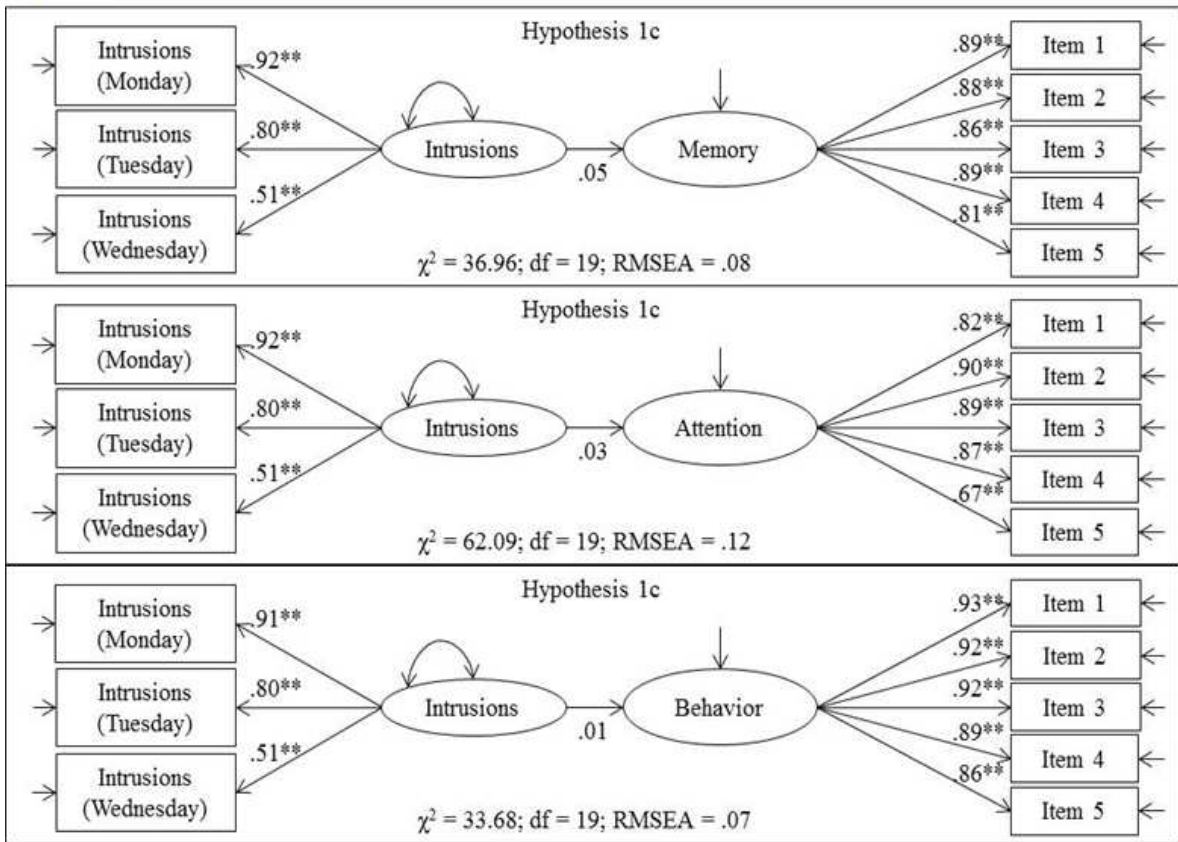 Hypothesis 1c
Intrusions
(Monday)
Intrusions
(Tuesday)
Intrusions
(Wednesday)
.92**
.80**
.51**
Intrusions
.05
Memory
.89**
.88**
.86**
.89**
.81**
Item 1
Item 2
Item 3
Item 4
Item 5
χ² = 36.96; df = 19; RMSEA = .08
Hypothesis 1c
Intrusions
(Monday)
Intrusions
(Tuesday)
Intrusions
(Wednesday)
.92**
.80**
.51**
Intrusions
.03
Attention
.82**
.90**
.89**
.87**
.67**
Item 1
Item 2
Item 3
Item 4
Item 5
χ² = 62.09; df = 19; RMSEA = .12
Hypothesis 1c
Intrusions
(Monday)
Intrusions
(Tuesday)
Intrusions
(Wednesday)
.91**
.80**
.51**
Intrusions
.01
Behavior
.93**
.92**
.92**
.89**
.86**
Item 1
Item 2
Item 3
Item 4
Item 5
χ² = 33.68; df = 19; RMSEA = .07